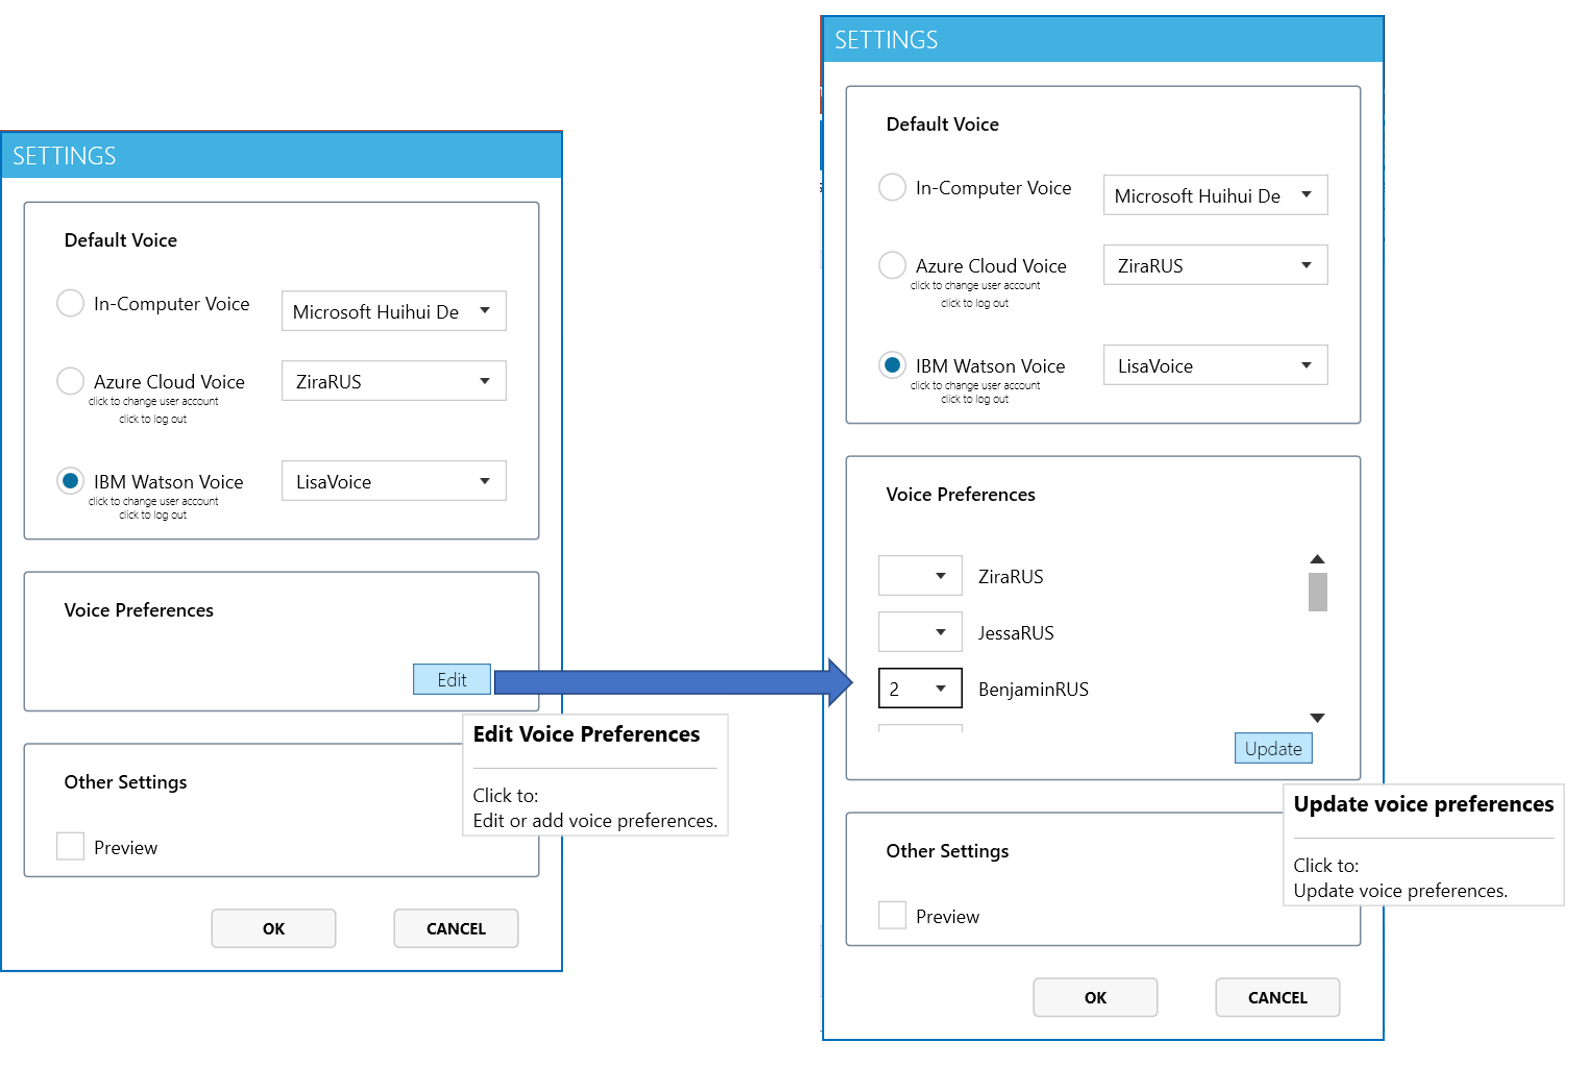 SETTINGS
Default Voice
In-Computer Voice
Microsoft Huihui De
Azure Cloud Voice
ZiraRUS
click to change user account
click to log out
IBM Watson Voice
LisaVoice
click to change user account
click to log out
Voice Preferences
Edit
Edit Voice Preferences
Click to:
Edit or add voice preferences.
Other Settings
Preview
OK
CANCEL
SETTINGS
Default Voice
In-Computer Voice
Microsoft Huihui De
Azure Cloud Voice
ZiraRUS
click to change user account
click to log out
IBM Watson Voice
LisaVoice
click to change user account
click to log out
Voice Preferences
ZiraRUS
JessaRUS
2
BenjaminRUS
Update
Update voice preferences
Click to:
Update voice preferences.
Other Settings
Preview
OK
CANCEL